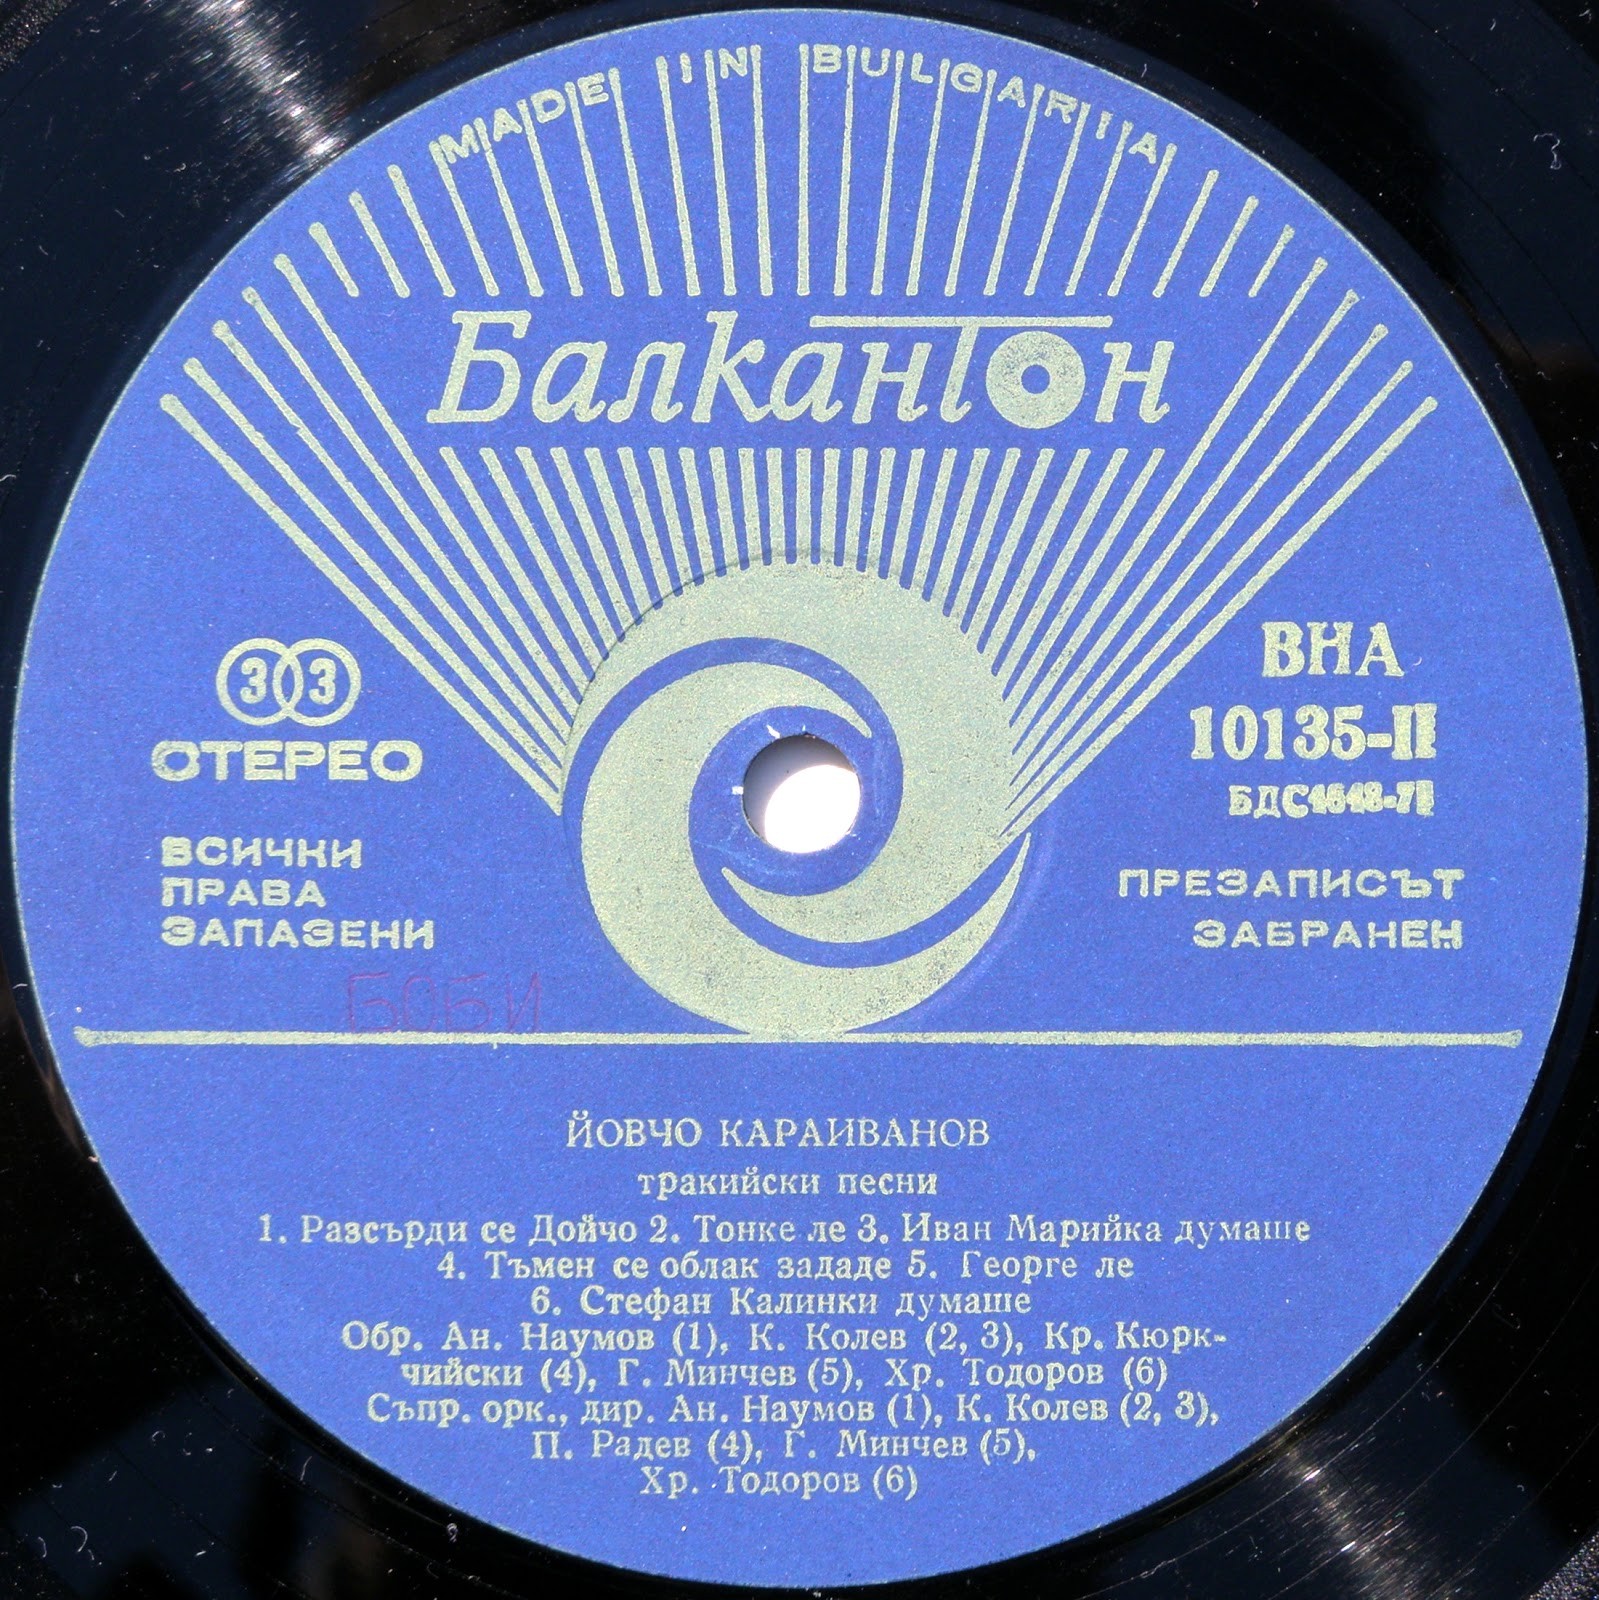 MADE IN BULGARIA
Балкантон
33
СТЕРЕО
ВСИЧКИ
ПРАВА
ЗАПАЗЕНИ
БОБИ
ВНА
10135-II
БДС
ПРЕЗАПИСЪТ
ЗАБРАНЕН
ЙОВЧО КАРАИВАНОВ
тракийски песни
1. Разсърди се Дойчо 2. Тонке ле 3. Иван Марийка думаше
4. Тъмен се облак зададе 5. Георге ле
6. Стефан Калинки думаше
Обр. Ан. Наумов (1), К. Колев (2, 3), Кр. Кюрк-
чийски (4), Г. Минчев (5), Хр. Тодоров (6)
Съпр. орк., дир. Ан. Наумов (1), К. Колев (2, 3),
П. Радев (4), Г. Минчев (5),
Хр. Тодоров (6)